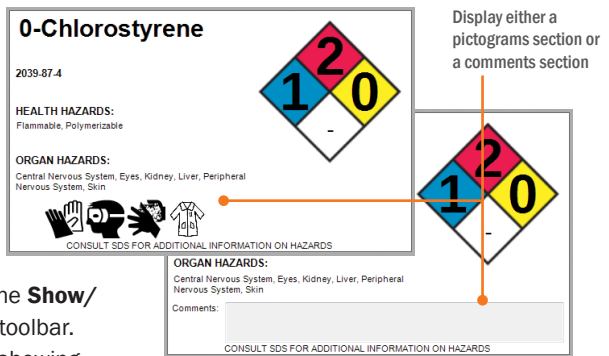 0-Chlorostyrene
2039-87-4
HEALTH HAZARDS:
Flammable, Polymerizable
ORGAN HAZARDS:
Central Nervous System, Eyes, Kidney, Liver, Peripheral
Nervous System, Skin
CONSULT SDS FOR ADDITIONAL INFORMATION ON HAZARDS
2
1
0
-
Display either a
pictograms section or
a comments section
2
1
0
-
ORGAN HAZARDS:
Central Nervous System, Eyes, Kidney, Liver, Peripheral
Nervous System, Skin
Comments:
CONSULT SDS FOR ADDITIONAL INFORMATION ON HAZARDS
ne Show/
toolbar.
showing